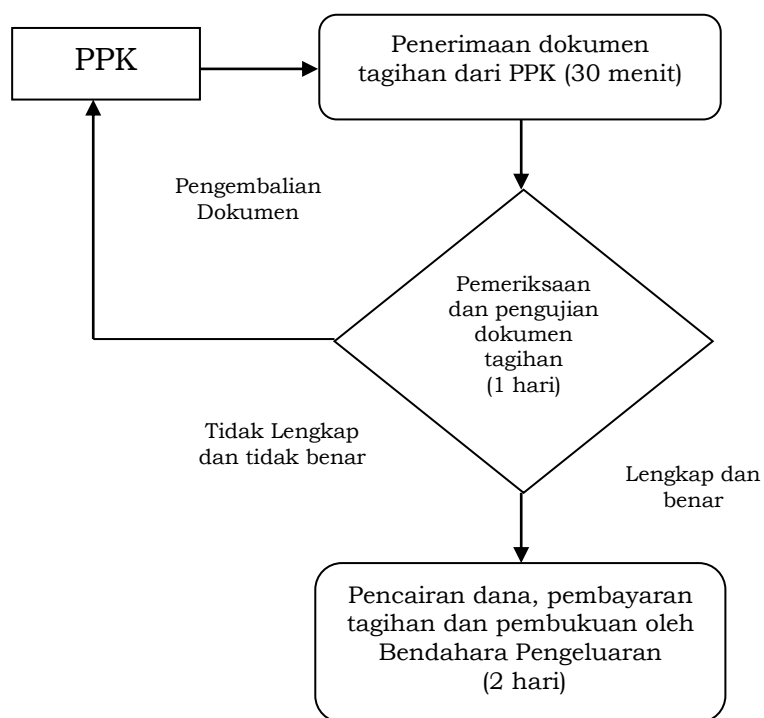 PPK
Penerimaan dokumen
tagihan dari PPK (30 menit)
Pengembalian
Dokumen
Pemeriksaan
dan pengujian
dokumen
tagihan
(1 hari)
Tidak Lengkap
dan tidak benar
Lengkap dan
benar
Pencairan dana, pembayaran
tagihan dan pembukuan oleh
Bendahara Pengeluaran
(2 hari)